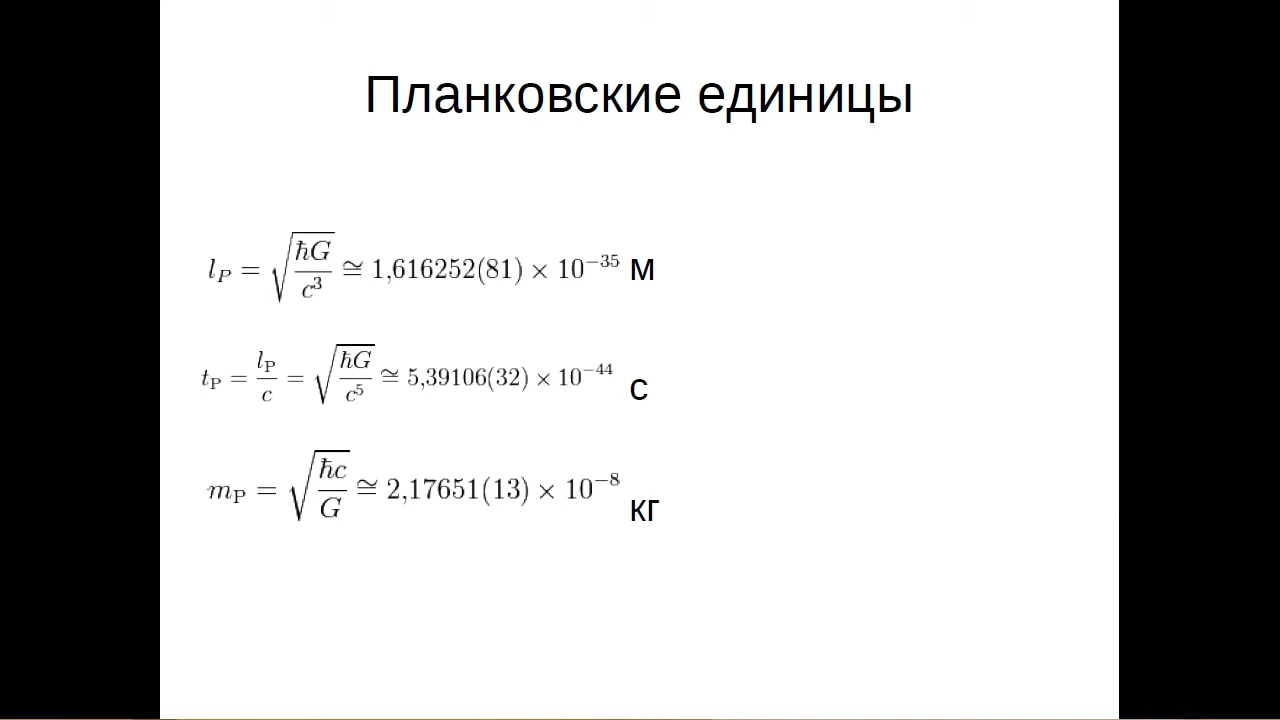 Планковские единицы
l_P = √(ħG/c³) ≅ 1,616252(81) × 10⁻³⁵ м
t_P = l_P/c = √(ħG/c⁵) ≅ 5,39106(32) × 10⁻⁴⁴ с
m_P = √(ħc/G) ≅ 2,17651(13) × 10⁻⁸ кг